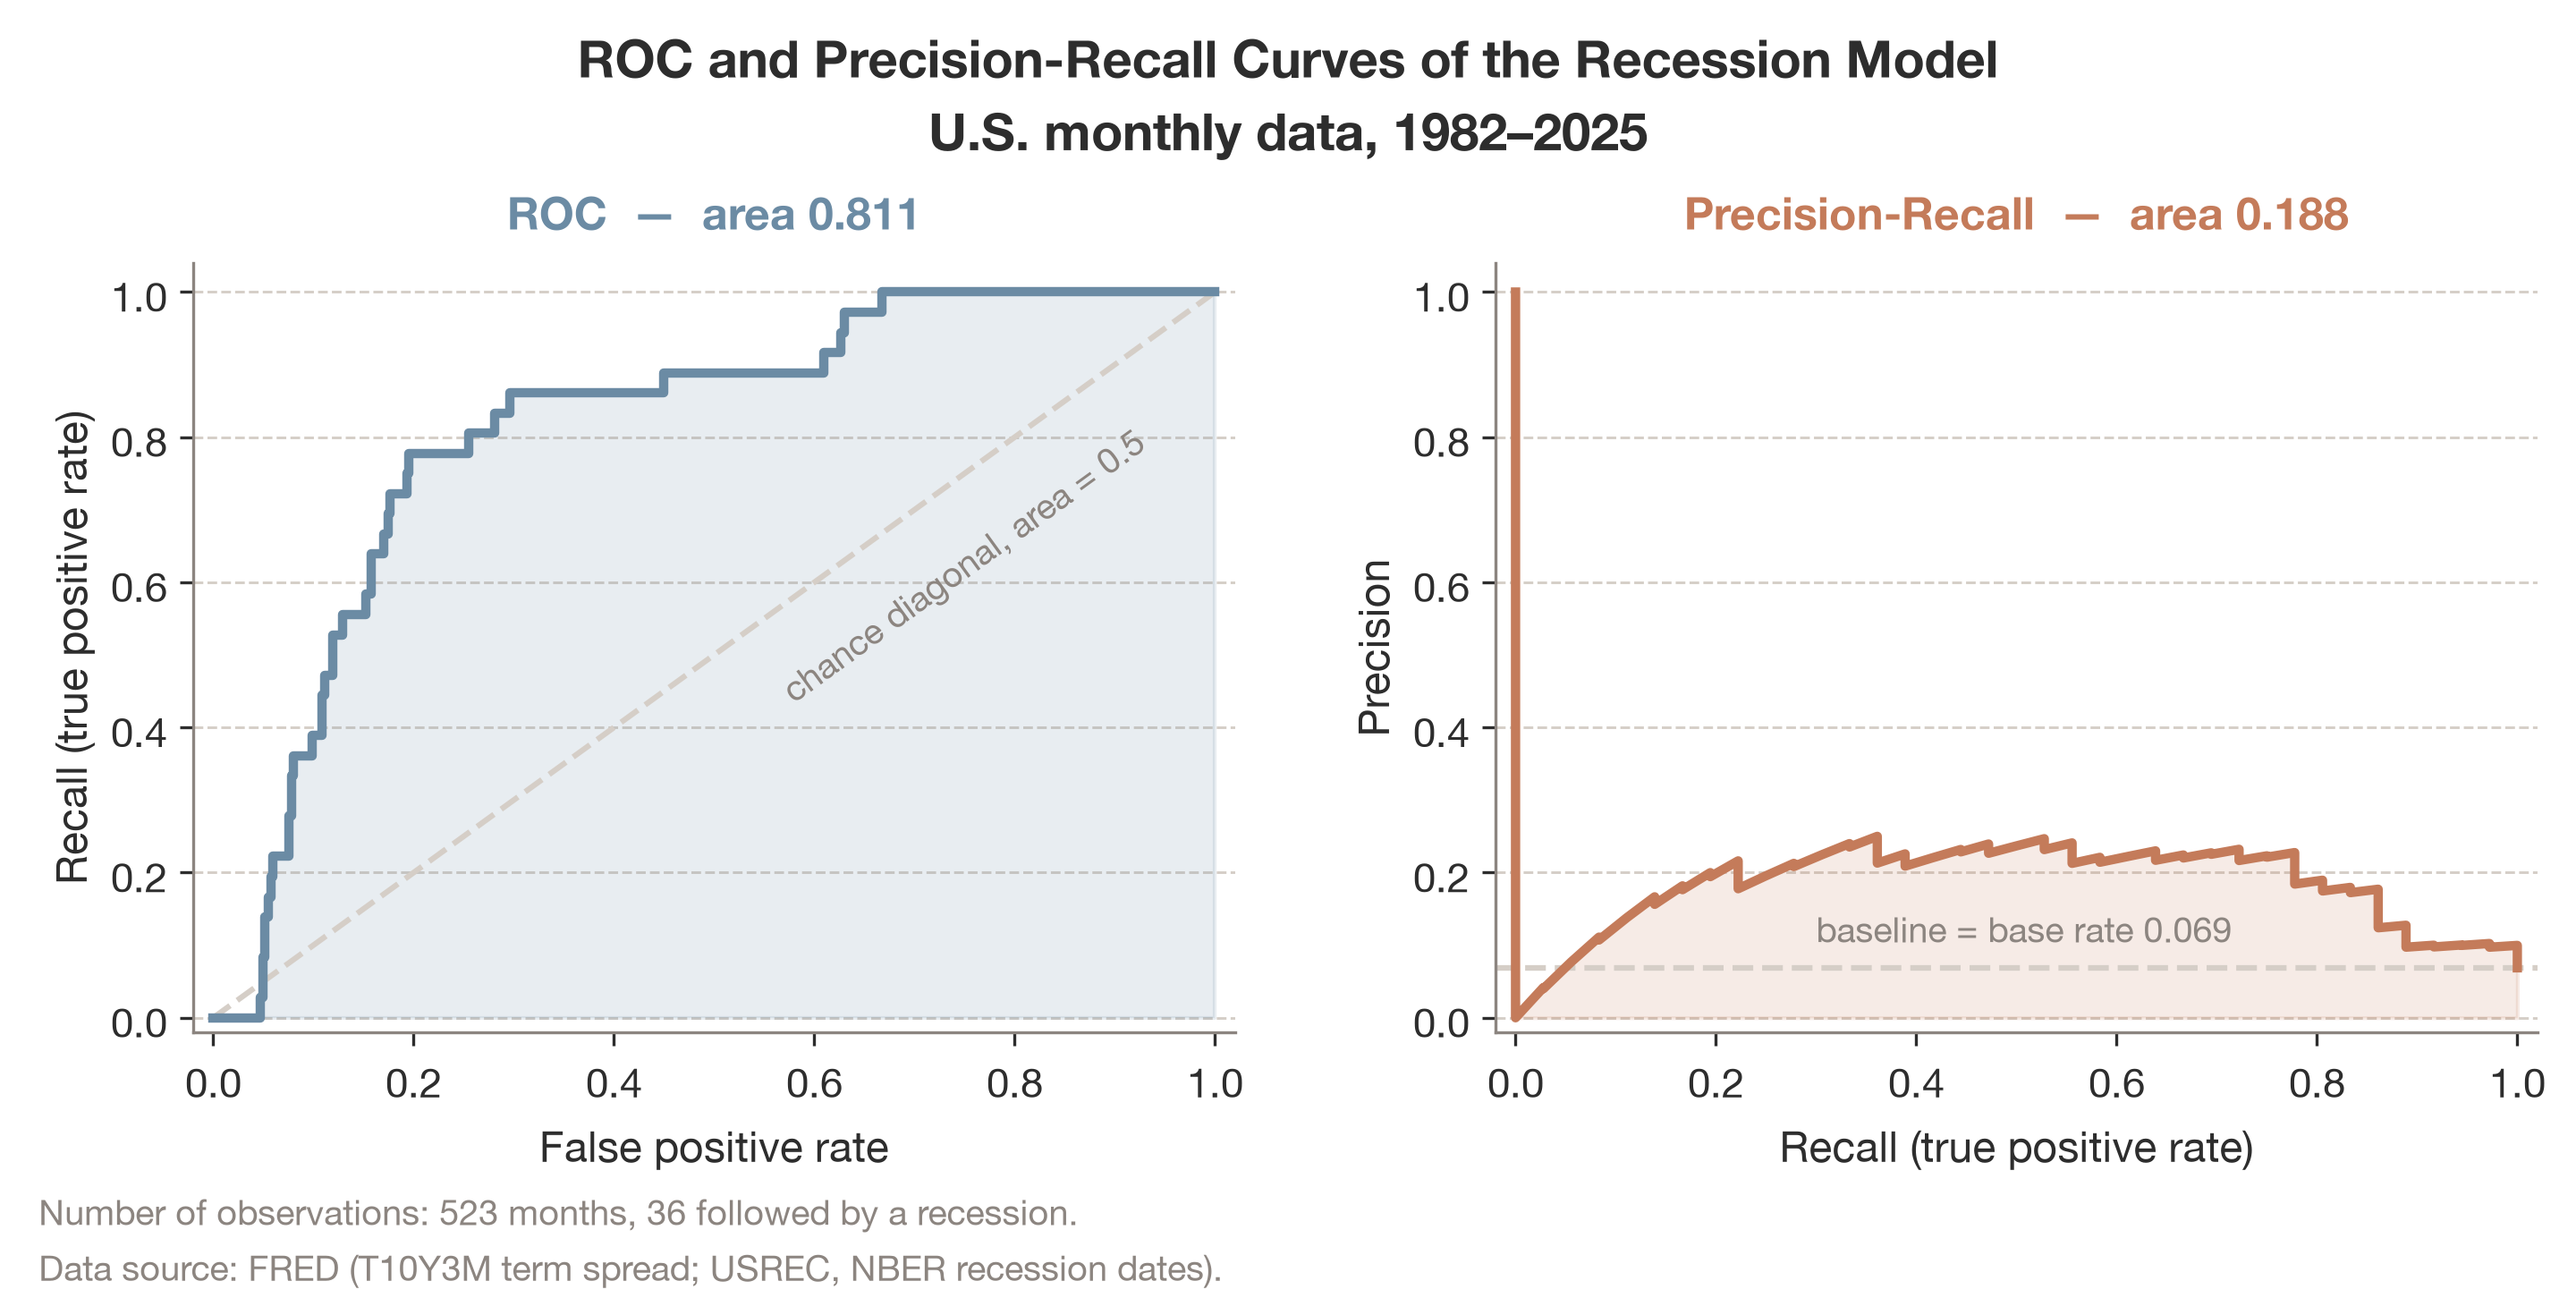 ROC and Precision-Recall Curves of the Recession Model
U.S. monthly data, 1982–2025
ROC — area 0.811
Recall (true positive rate)
1.0
0.8
0.6
0.4
0.2
0.0
chance diagonal, area = 0.5
0.0 0.2 0.4 0.6 0.8 1.0
False positive rate
Precision-Recall — area 0.188
Precision
1.0
0.8
0.6
0.4
0.2
0.0
baseline = base rate 0.069
0.0 0.2 0.4 0.6 0.8 1.0
Recall (true positive rate)
Number of observations: 523 months, 36 followed by a recession.
Data source: FRED (T10Y3M term spread; USREC, NBER recession dates).